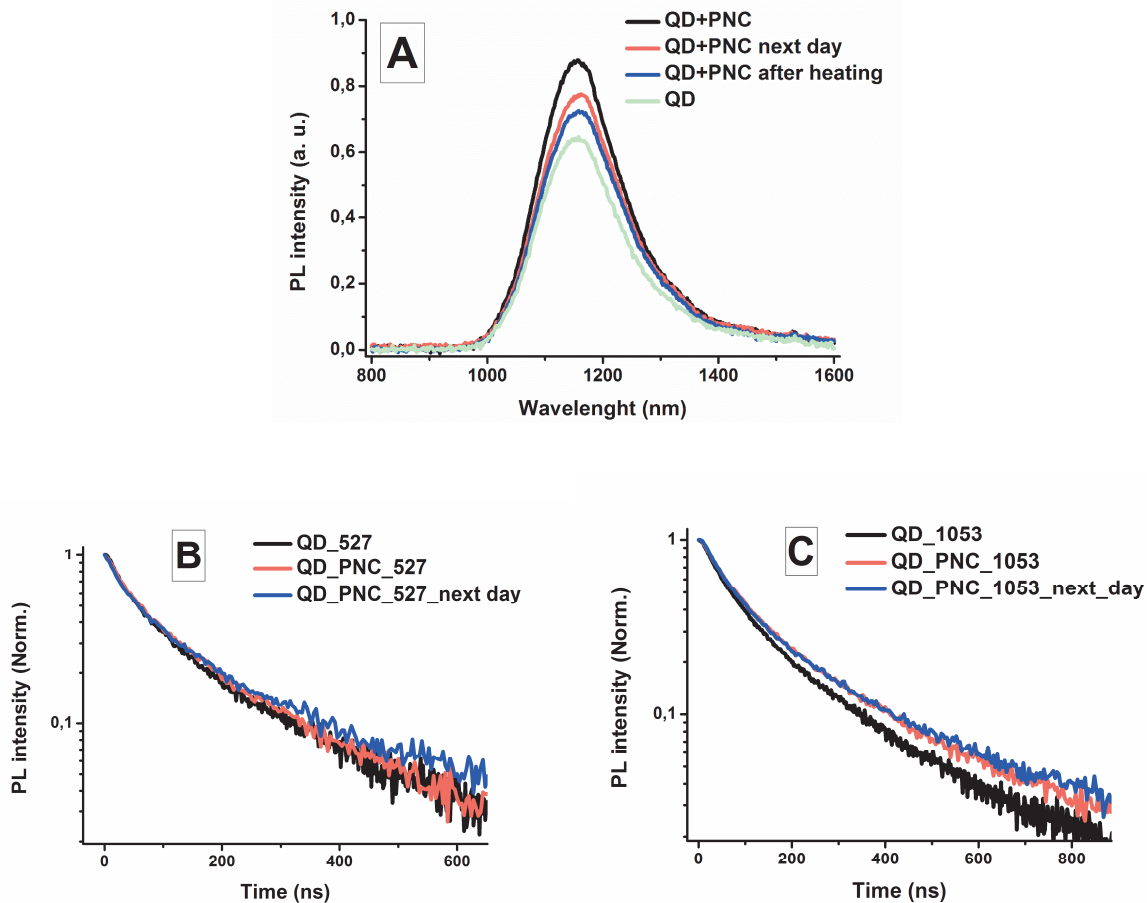 A
QD+PNC
QD+PNC next day
QD+PNC after heating
QD
1,0
0,8
0,6
0,4
0,2
0,0
PL intensity (a. u.)
800
1000
1200
1400
1600
Wavelenght (nm)
B
QD_527
QD_PNC_527
QD_PNC_527_next day
1
0,1
PL intensity (Norm.)
0
200
400
600
Time (ns)
C
QD_1053
QD_PNC_1053
QD_PNC_1053_next_day
1
0,1
PL intensity (Norm.)
0
200
400
600
800
Time (ns)